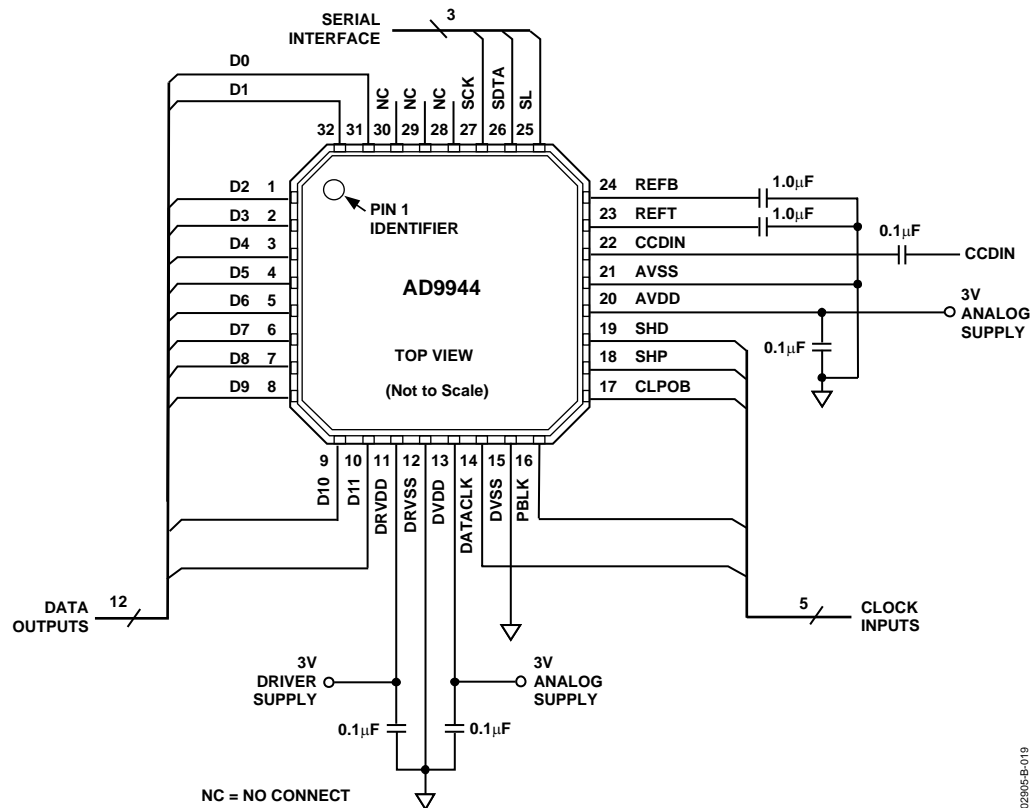 SERIAL
INTERFACE
3
D0
D1
NC
NC
NC
SCK
SDTA
SL
32 31 30 29 28 27 26 25
D2 1
D3 2
D4 3
D5 4
D6 5
D7 6
D8 7
D9 8
PIN 1
IDENTIFIER
AD9944
TOP VIEW
(Not to Scale)
24 REFB
23 REFT
22 CCDIN
21 AVSS
20 AVDD
19 SHD
18 SHP
17 CLPOB
1.0μF
1.0μF
0.1μF
CCDIN
3V
ANALOG
SUPPLY
0.1μF
9 10 11 12 13 14 15 16
D10
D11
DRVDD
DRVSS
DVDD
DATACLK
DVSS
PBLK
DATA
OUTPUTS
12
5
CLOCK
INPUTS
3V
DRIVER
SUPPLY
3V
ANALOG
SUPPLY
0.1μF
0.1μF
NC = NO CONNECT
02905-B-019